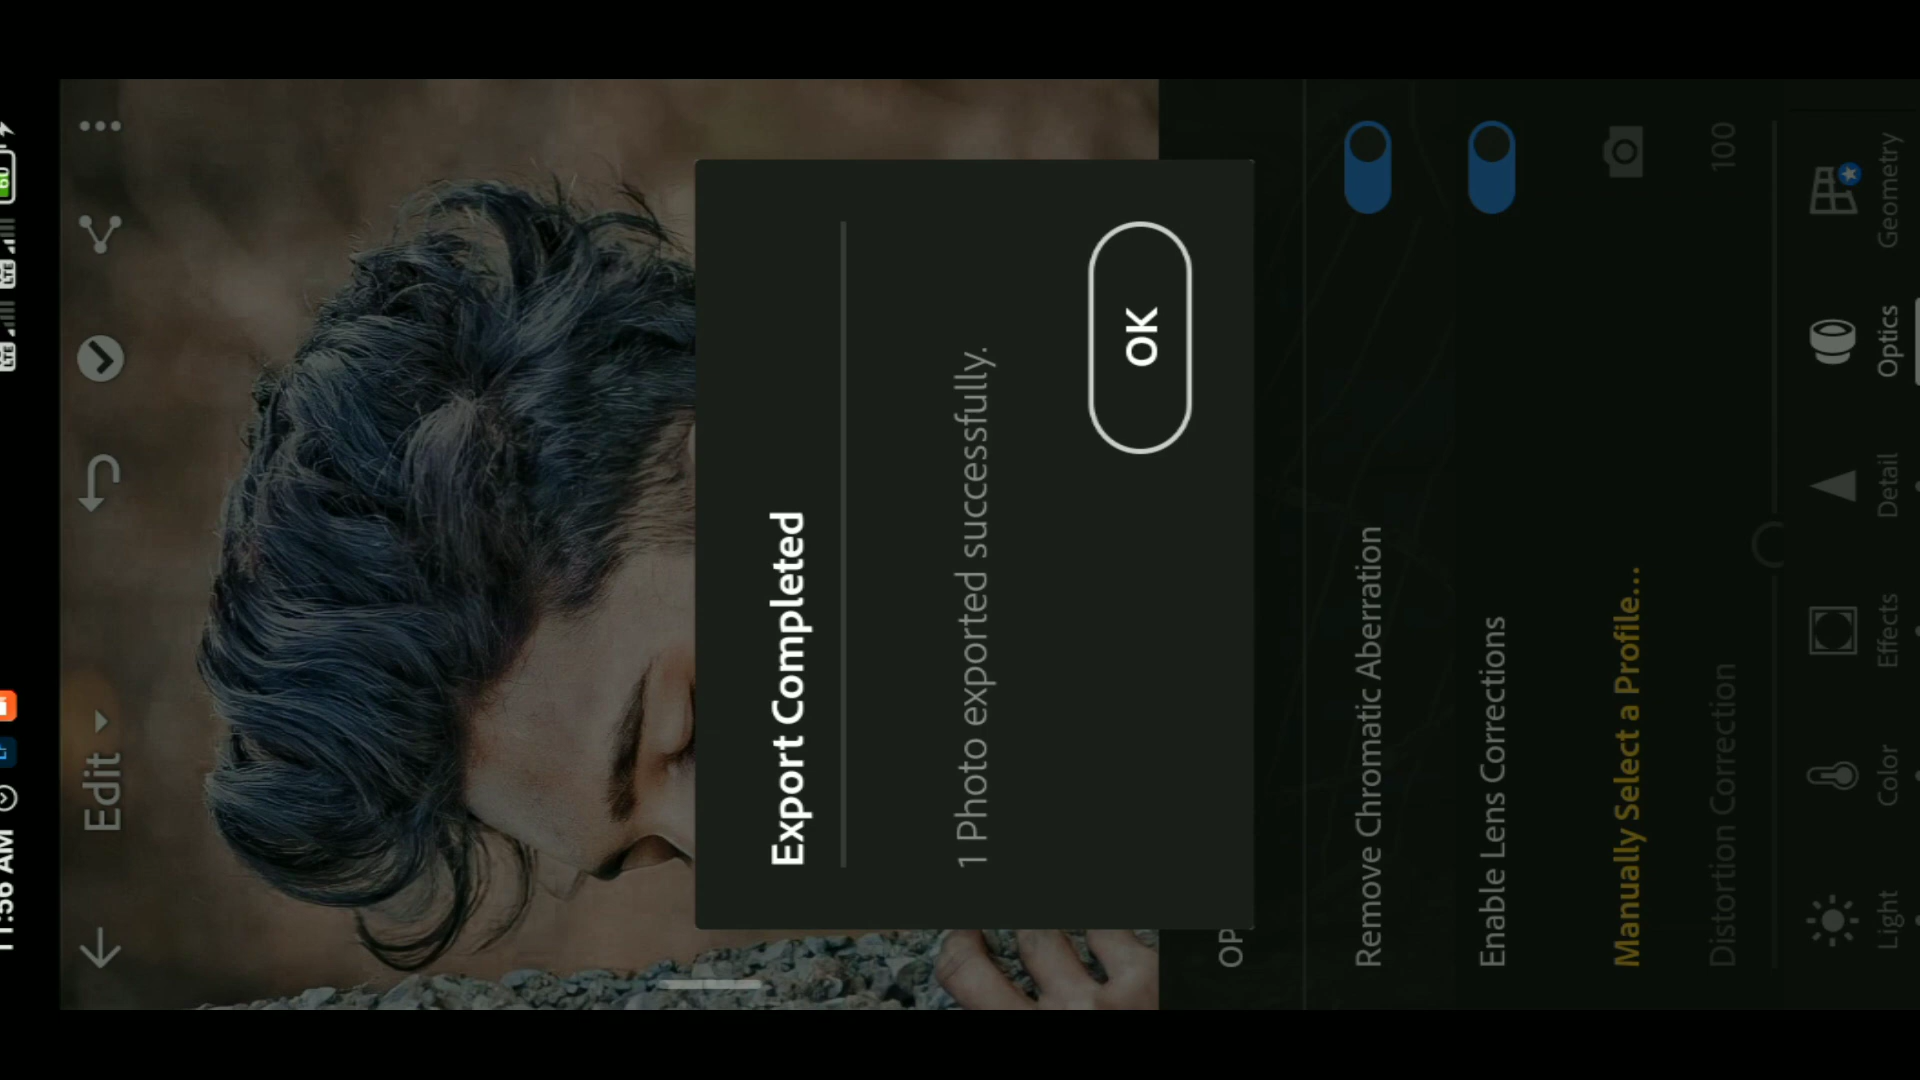 11:56 AM
60
Edit
Export Completed
1 Photo exported successfully.
OK
OP
Remove Chromatic Aberration
Enable Lens Corrections
Manually Select a Profile...
Distortion Correction
100
Light
Color
Effects
Detail
Optics
Geometry